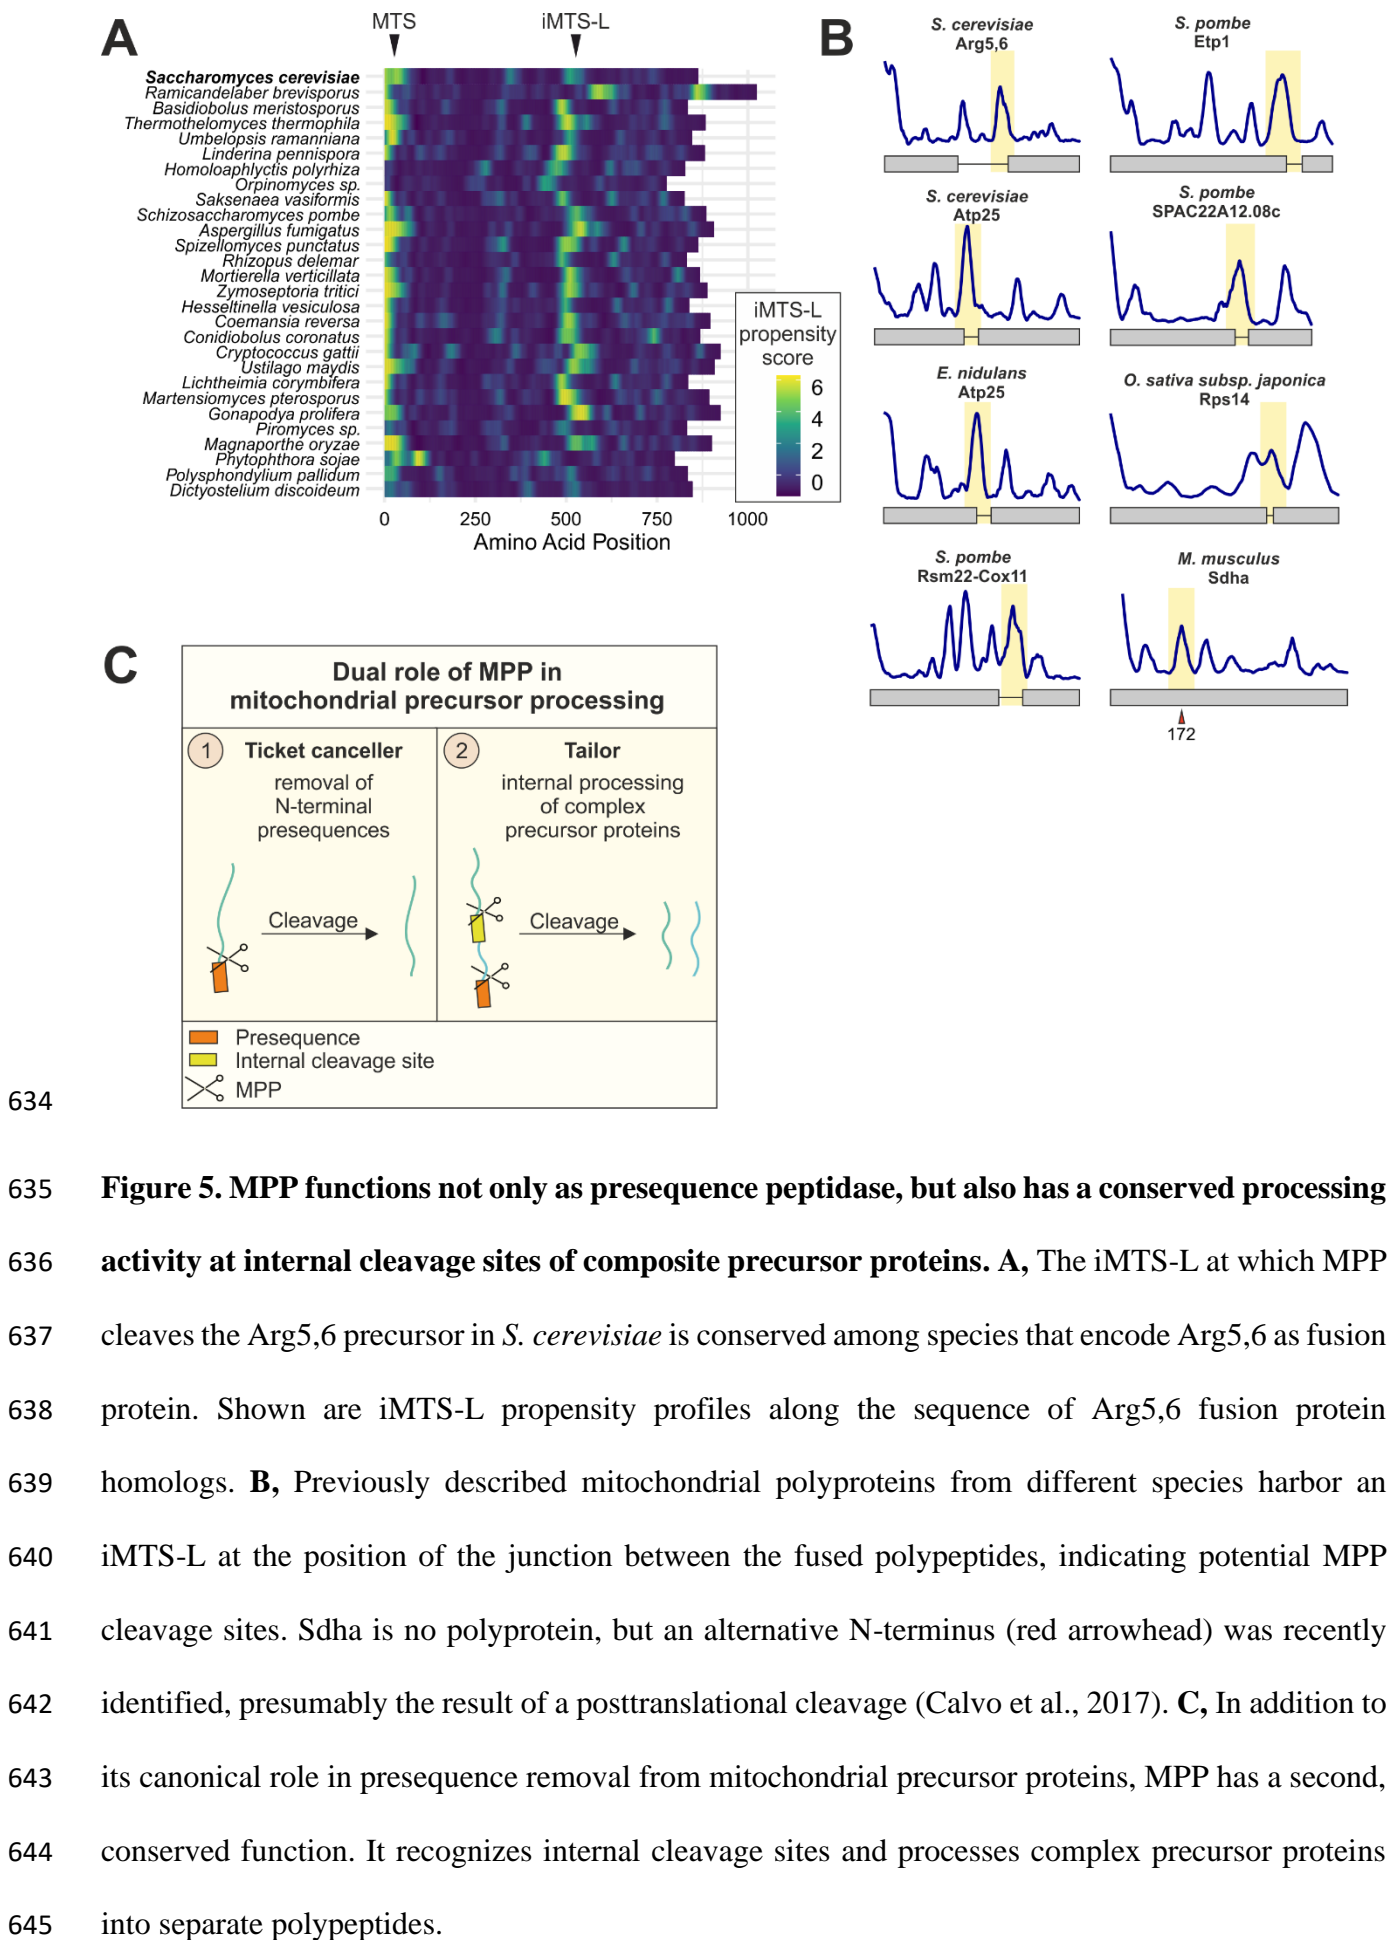 A
MTS
iMTS-L
Saccharomyces cerevisiae
Ramicandelaber brevisporus
Basidiobolus meristosporus
Thermothelomyces thermophila
Umbelopsis ramanniana
Linderina pennispora
Homoloaphlyctis polyrhiza
Orpinomyces sp.
Saksenaea vasiformis
Schizosaccharomyces pombe
Aspergillus fumigatus
Spizellomyces punctatus
Rhizopus delemar
Mortierella verticillata
Zymoseptoria tritici
Hesseltinella vesiculosa
Coemansia reversa
Conidiobolus coronatus
Cryptococcus gattii
Ustilago maydis
Lichtheimia corymbifera
Martensiomyces pterosporus
Gonapodya prolifera
Piromyces sp.
Magnaporthe oryzae
Phytophthora sojae
Polysphondylium pallidum
Dictyostelium discoideum
0 250 500 750 1000
Amino Acid Position
iMTS-L
propensity
score
6
4
2
0
B
S. cerevisiae
Arg5,6
S. pombe
Etp1
S. cerevisiae
Atp25
S. pombe
SPAC22A12.08c
E. nidulans
Atp25
O. sativa subsp. japonica
Rps14
S. pombe
Rsm22-Cox11
M. musculus
Sdha
172
C
Dual role of MPP in
mitochondrial precursor processing
1 Ticket canceller
removal of
N-terminal
presequences
Cleavage
2 Tailor
internal processing
of complex
precursor proteins
Cleavage
Presequence
Internal cleavage site
MPP
634
635 Figure 5. MPP functions not only as presequence peptidase, but also has a conserved processing
636 activity at internal cleavage sites of composite precursor proteins. A, The iMTS-L at which MPP
637 cleaves the Arg5,6 precursor in S. cerevisiae is conserved among species that encode Arg5,6 as fusion
638 protein. Shown are iMTS-L propensity profiles along the sequence of Arg5,6 fusion protein
639 homologs. B, Previously described mitochondrial polyproteins from different species harbor an
640 iMTS-L at the position of the junction between the fused polypeptides, indicating potential MPP
641 cleavage sites. Sdha is no polyprotein, but an alternative N-terminus (red arrowhead) was recently
642 identified, presumably the result of a posttranslational cleavage (Calvo et al., 2017). C, In addition to
643 its canonical role in presequence removal from mitochondrial precursor proteins, MPP has a second,
644 conserved function. It recognizes internal cleavage sites and processes complex precursor proteins
645 into separate polypeptides.